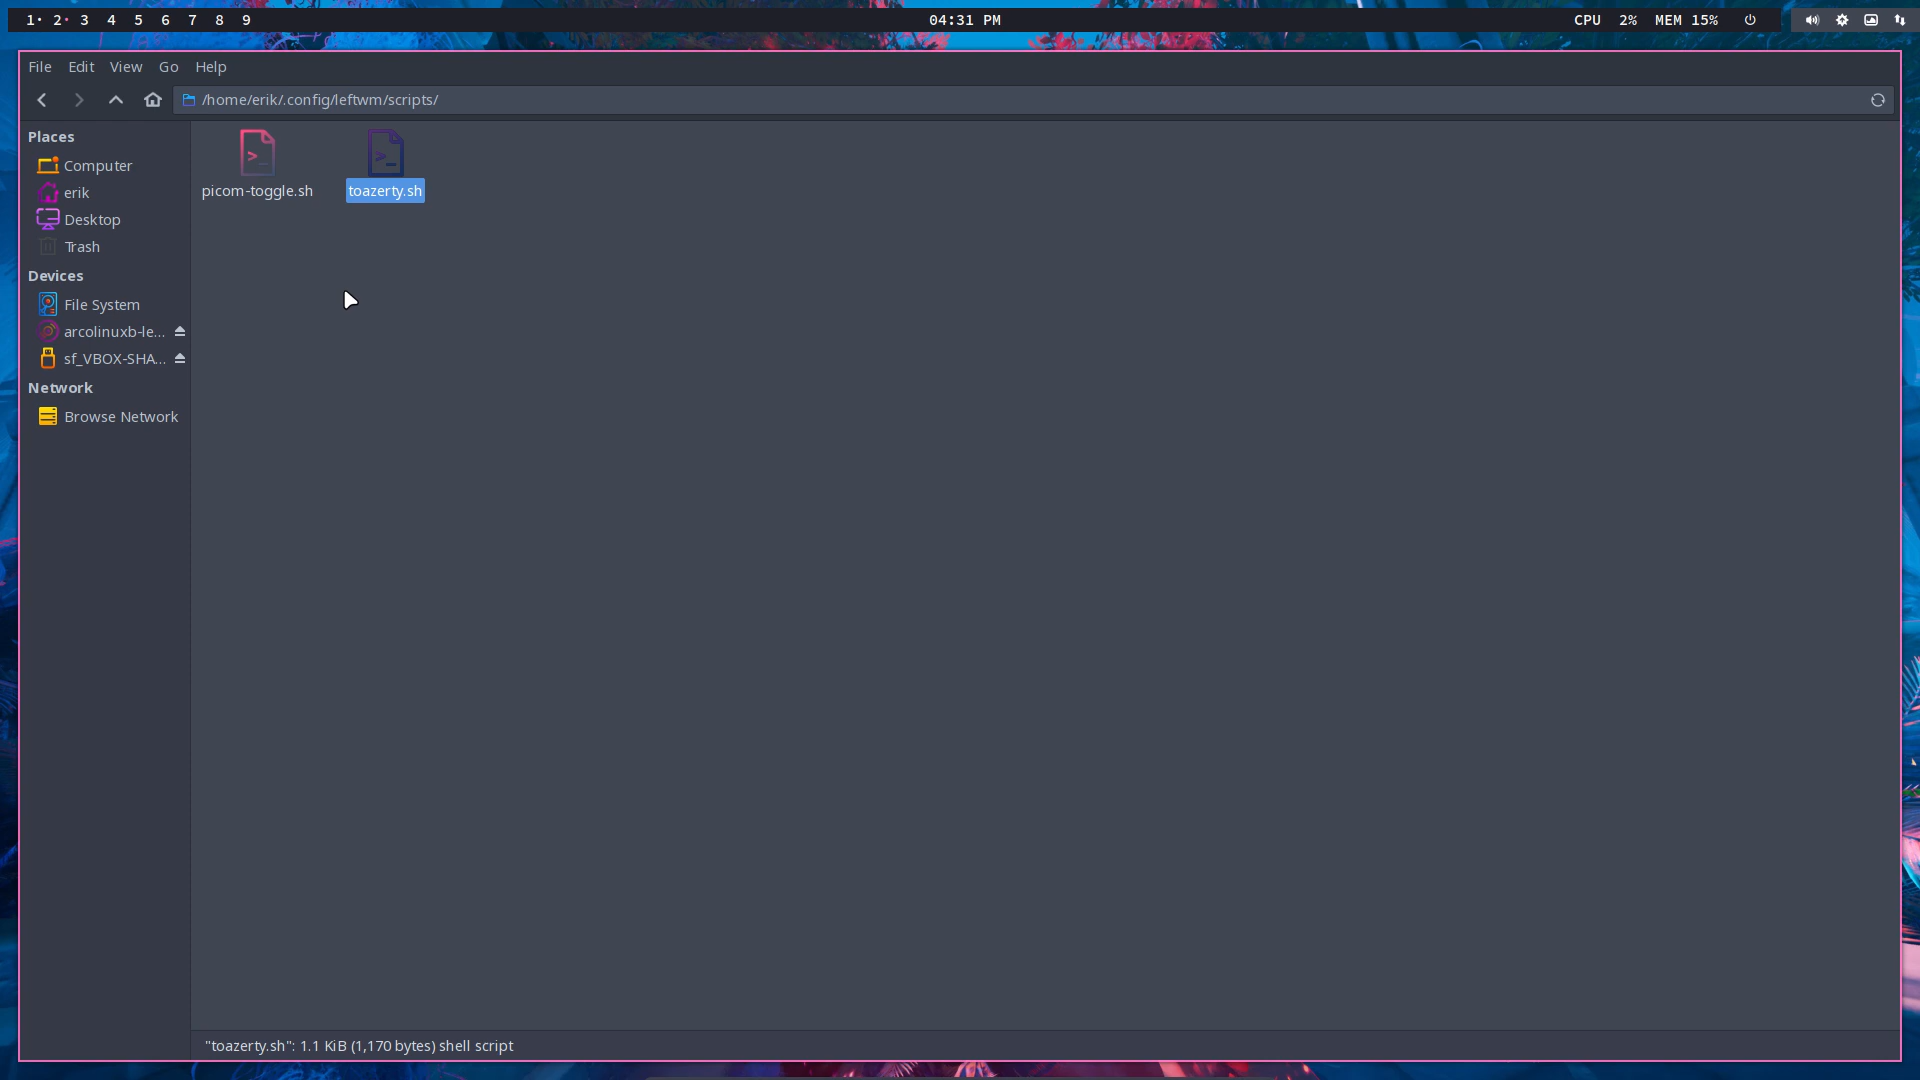 1· 2· 3 4 5 6 7 8 9 04:31 PM CPU 2% MEM 15%
File Edit View Go Help
/home/erik/.config/leftwm/scripts/
Places
Computer
erik
Desktop
Trash
Devices
File System
arcolinuxb-le...
sf_VBOX-SHA...
Network
Browse Network
picom-toggle.sh toazerty.sh
"toazerty.sh": 1.1 KiB (1,170 bytes) shell script